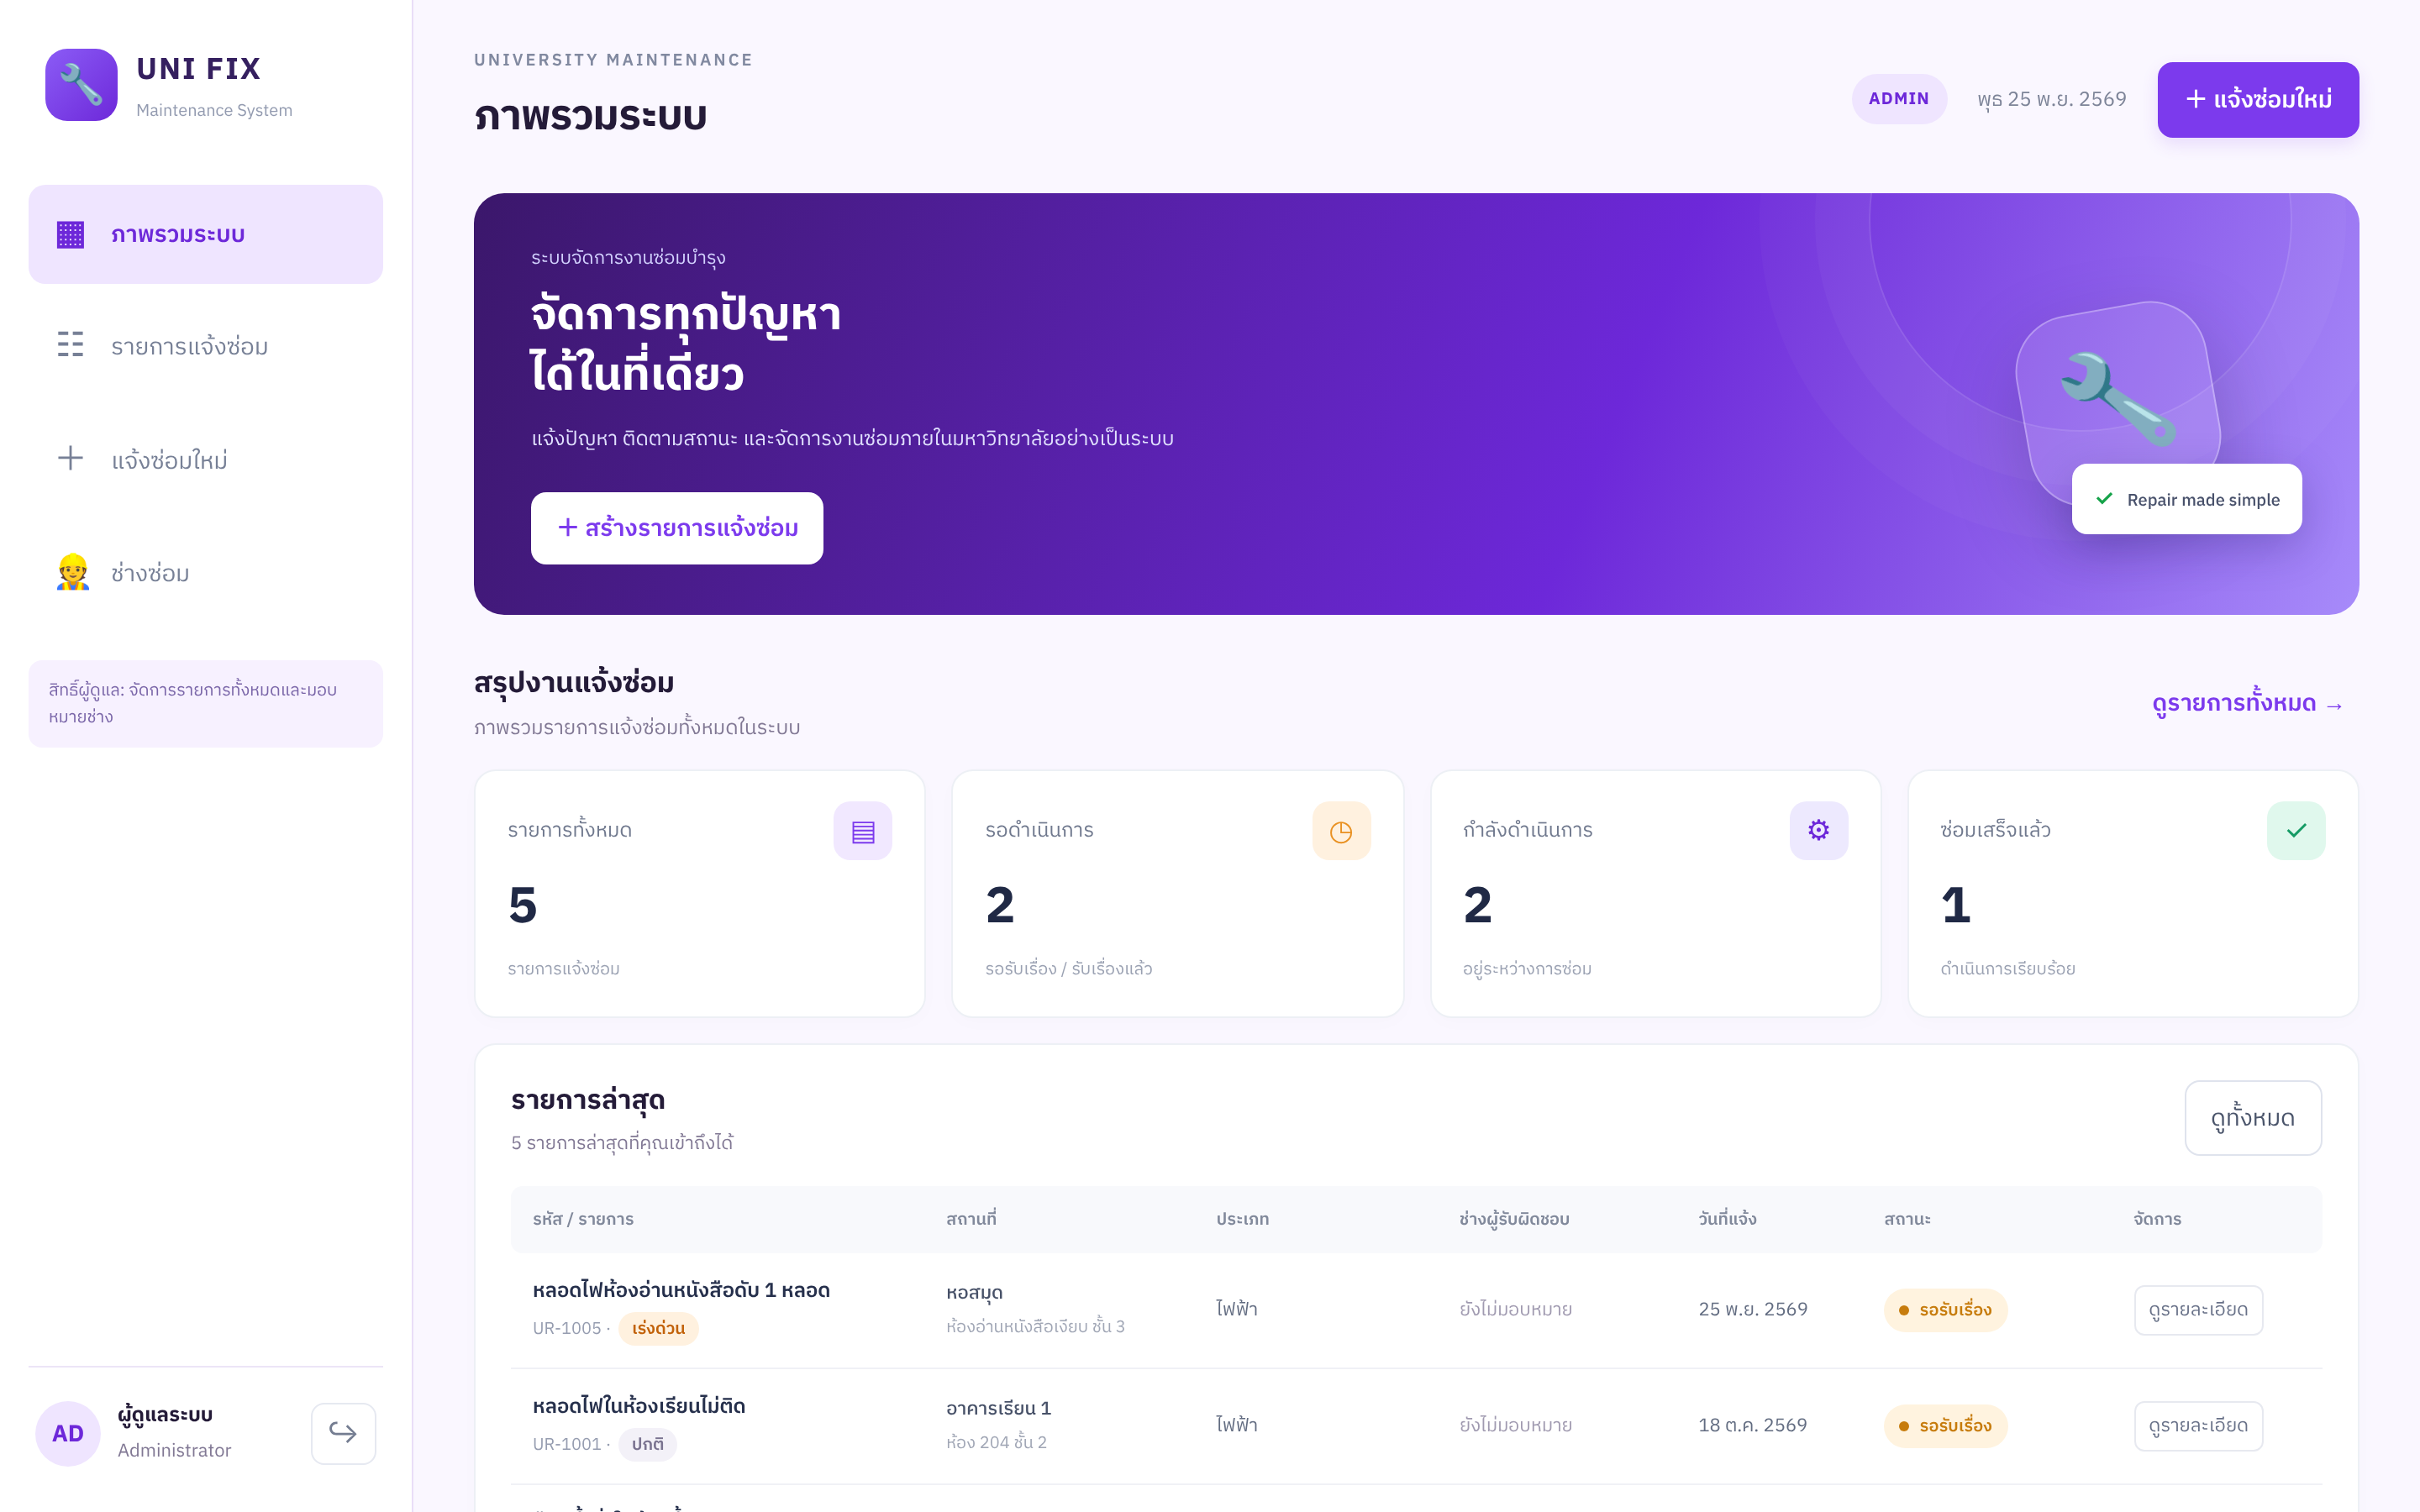 UNI FIX
Maintenance System
ภาพรวมระบบ
รายการแจ้งซ่อม
แจ้งซ่อมใหม่
ช่างซ่อม
สิทธิ์ผู้ดูแล: จัดการรายการทั้งหมดและมอบ
หมายช่าง
AD
ผู้ดูแลระบบ
Administrator
UNIVERSITY MAINTENANCE
ภาพรวมระบบ
ADMIN
พุธ 25 พ.ย. 2569
+ แจ้งซ่อมใหม่
ระบบจัดการงานซ่อมบำรุง
จัดการทุกปัญหา
ได้ในที่เดียว
แจ้งปัญหา ติดตามสถานะ และจัดการงานซ่อมภายในมหาวิทยาลัยอย่างเป็นระบบ
+ สร้างรายการแจ้งซ่อม
✓ Repair made simple
สรุปงานแจ้งซ่อม
ภาพรวมรายการแจ้งซ่อมทั้งหมดในระบบ
ดูรายการทั้งหมด →
รายการทั้งหมด
5
รายการแจ้งซ่อม
รอดำเนินการ
2
รอรับเรื่อง / รับเรื่องแล้ว
กำลังดำเนินการ
2
อยู่ระหว่างการซ่อม
ซ่อมเสร็จแล้ว
1
ดำเนินการเรียบร้อย
รายการล่าสุด
5 รายการล่าสุดที่คุณเข้าถึงได้
ดูทั้งหมด
รหัส / รายการ สถานที่ ประเภท ช่างผู้รับผิดชอบ วันที่แจ้ง สถานะ จัดการ
หลอดไฟห้องอ่านหนังสือดับ 1 หลอด
UR-1005 · เร่งด่วน
หอสมุด
ห้องอ่านหนังสือเงียบ ชั้น 3
ไฟฟ้า
ยังไม่มอบหมาย
25 พ.ย. 2569
รอรับเรื่อง
ดูรายละเอียด
หลอดไฟในห้องเรียนไม่ติด
UR-1001 · ปกติ
อาคารเรียน 1
ห้อง 204 ชั้น 2
ไฟฟ้า
ยังไม่มอบหมาย
18 ต.ค. 2569
รอรับเรื่อง
ดูรายละเอียด